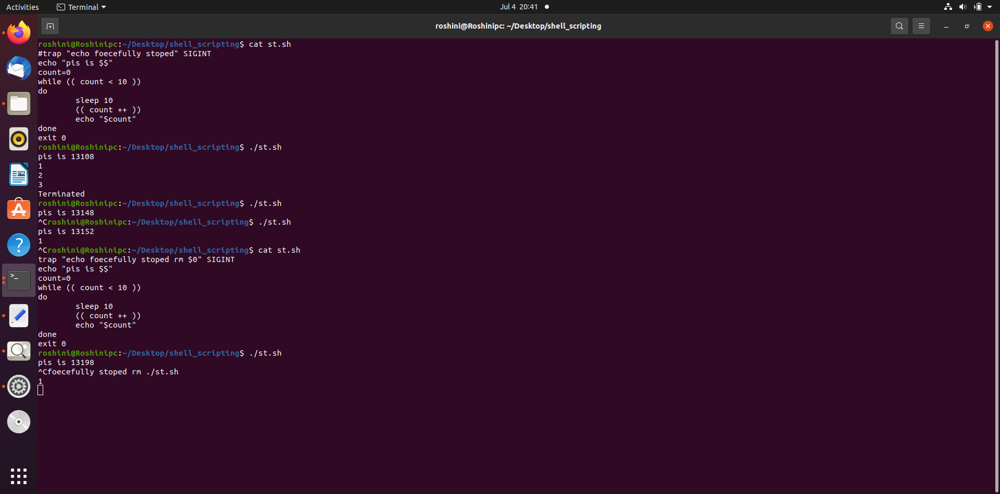 Activities
Terminal
Jul 4 20:41
roshini@Roshinipc: ~/Desktop/shell_scripting
roshini@Roshinipc:~/Desktop/shell_scripting$ cat st.sh
#trap "echo foecefully stoped" SIGINT
echo "pis is $$"
count=0
while (( count < 10 ))
do
        sleep 10
        (( count ++ ))
        echo "$count"
done
exit 0
roshini@Roshinipc:~/Desktop/shell_scripting$ ./st.sh
pis is 13108
1
2
3
Terminated
roshini@Roshinipc:~/Desktop/shell_scripting$ ./st.sh
pis is 13148
^Croshini@Roshinipc:~/Desktop/shell_scripting$ ./st.sh
pis is 13152
1
^Croshini@Roshinipc:~/Desktop/shell_scripting$ cat st.sh
trap "echo foecefully stoped rm $0" SIGINT
echo "pis is $$"
count=0
while (( count < 10 ))
do
        sleep 10
        (( count ++ ))
        echo "$count"
done
exit 0
roshini@Roshinipc:~/Desktop/shell_scripting$ ./st.sh
pis is 13198
^Cfoecefully stoped rm ./st.sh
1